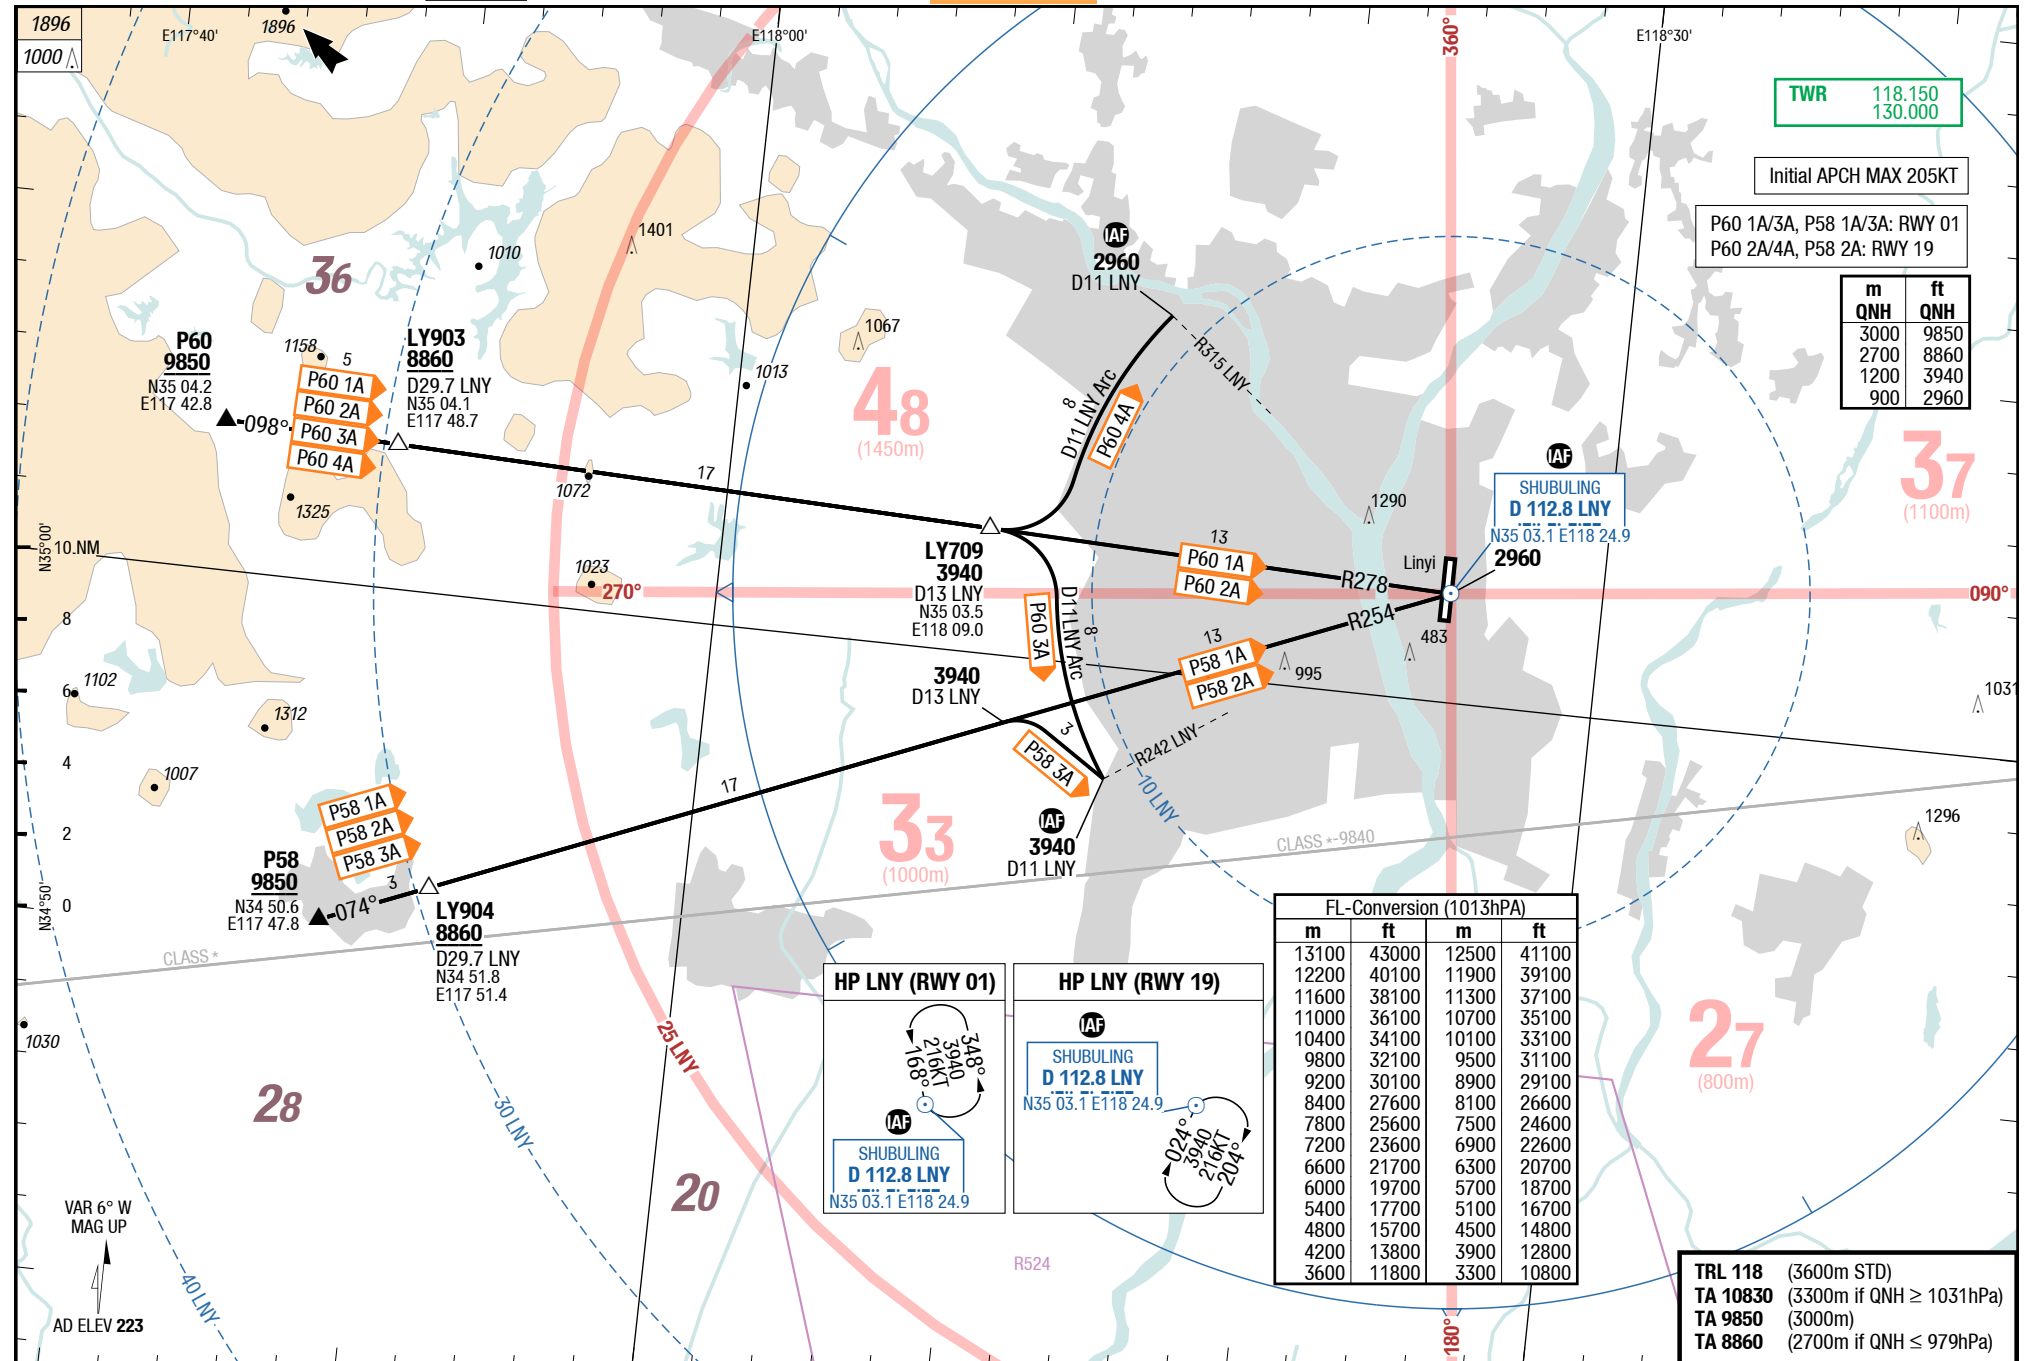 1896
1000
E117°40'
1896
E118°00'
360°
E118°30'
TWR 118.150
130.000
Initial APCH MAX 205KT
P60 1A/3A, P58 1A/3A: RWY 01
P60 2A/4A, P58 2A: RWY 19
m ft
QNH QNH
3000 9850
2700 8860
1200 3940
900 2960
1401
1010
36
IAF
2960
D11 LNY
R315 LNY
1067
1013
48
(1450m)
D11 LNY Arc
8
P60 4A
P60
9850
N35 04.2
E117 42.8
1158
5
P60 1A
P60 2A
P60 3A
P60 4A
098°
LY903
8860
D29.7 LNY
N35 04.1
E117 48.7
1325
17
1072
37
(1100m)
1290
IAF
SHUBULING
D 112.8 LNY
N35 03.1 E118 24.9
2960
Linyi
N35°00'
10 NM
8
6
4
2
0
N34°50'
1023
270°
LY709
3940
D13 LNY
N35 03.5
E118 09.0
13
P60 1A
P60 2A
R278
R254
090°
483
P60 3A
D11LNY Arc
8
13
P58 1A
P58 2A
995
1031
3940
D13 LNY
3
P58 3A
R242 LNY
10 LNY
1102
1312
1007
17
33
(1000m)
IAF
3940
D11 LNY
CLASS *-9840
1296
P58 1A
P58 2A
P58 3A
P58
9850
N34 50.6
E117 47.8
3
074°
LY904
8860
D29.7 LNY
N34 51.8
E117 51.4
CLASS *
1030
28
25 LNY
30 LNY
40 LNY
20
HP LNY (RWY 01)
168°
216KT
3940
348°
IAF
SHUBULING
D 112.8 LNY
N35 03.1 E118 24.9
HP LNY (RWY 19)
IAF
SHUBULING
D 112.8 LNY
N35 03.1 E118 24.9
024°
3940
216KT
204°
R524
FL-Conversion (1013hPA)
m ft m ft
13100 43000 12500 41100
12200 40100 11900 39100
11600 38100 11300 37100
11000 36100 10700 35100
10400 34100 10100 33100
9800 32100 9500 31100
9200 30100 8900 29100
8400 27600 8100 26600
7800 25600 7500 24600
7200 23600 6900 22600
6600 21700 6300 20700
6000 19700 5700 18700
5400 17700 5100 16700
4800 15700 4500 14800
4200 13800 3900 12800
3600 11800 3300 10800
27
(800m)
180°
VAR 6° W
MAG UP
AD ELEV 223
TRL 118 (3600m STD)
TA 10830 (3300m if QNH ≥ 1031hPa)
TA 9850 (3000m)
TA 8860 (2700m if QNH ≤ 979hPa)